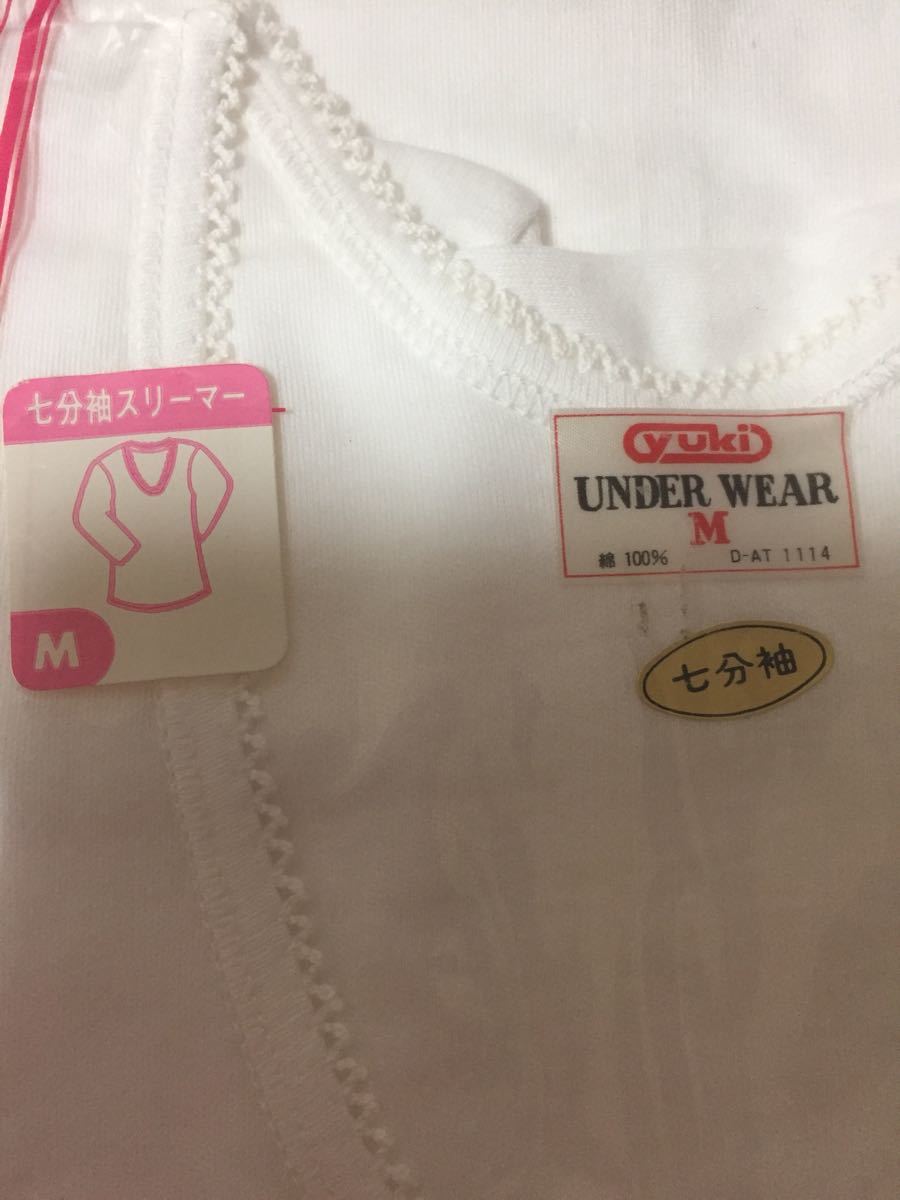 七分袖スリーマー
M
yuki
UNDER WEAR
M
綿 100% D-AT 1114
七分袖